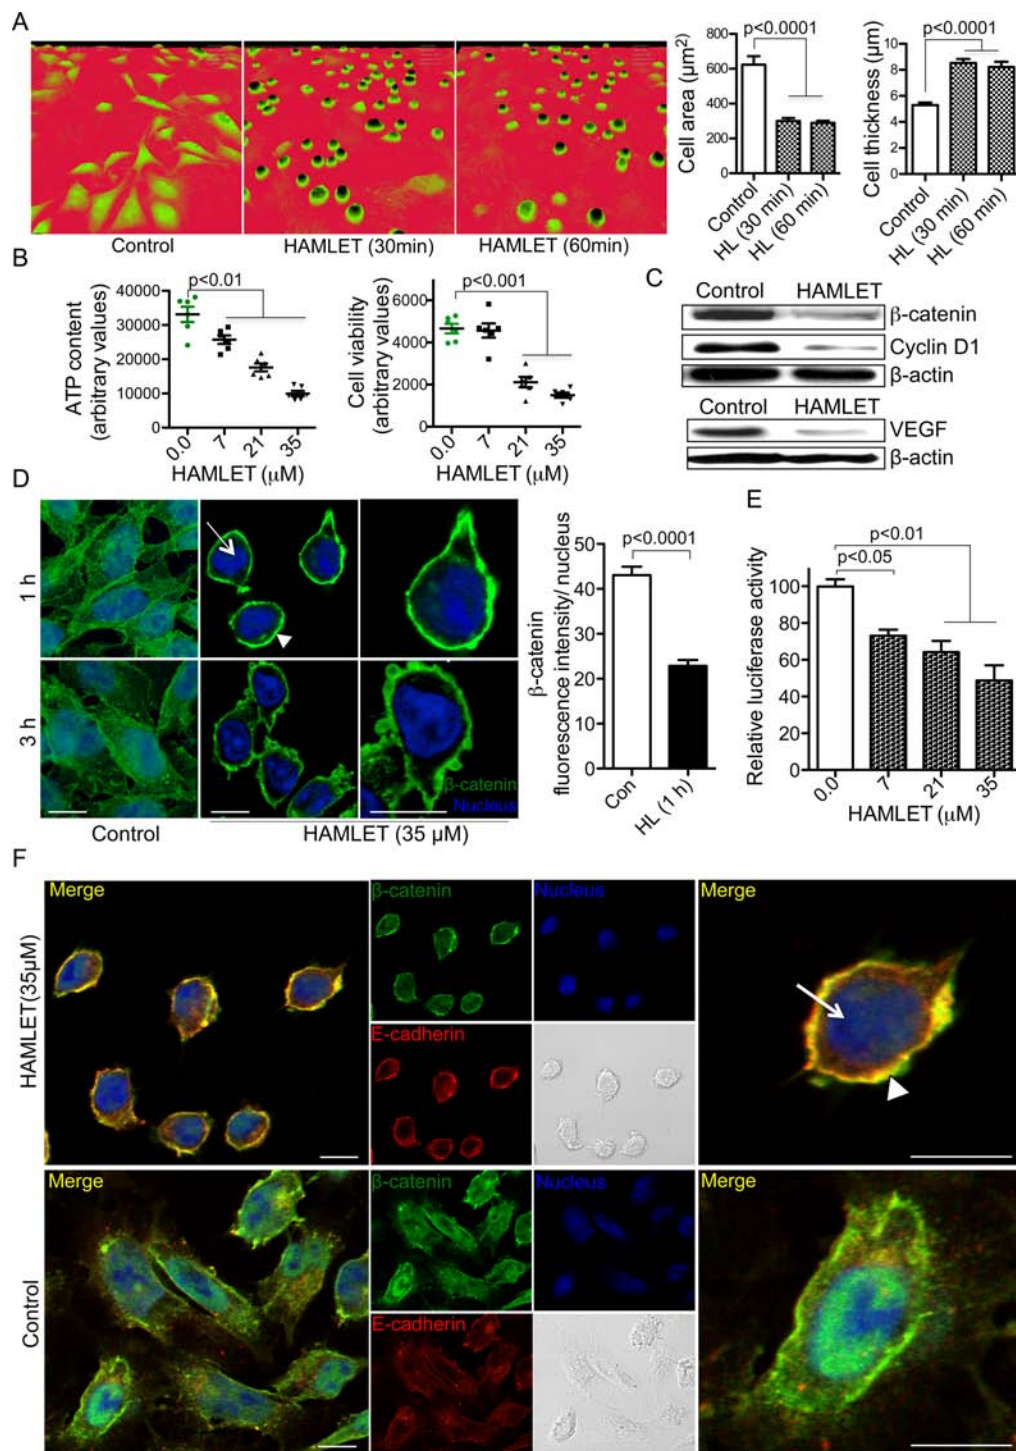 A
Control
HAMLET (30min)
HAMLET (60min)
p<0.0001
Cell area (μm²)
800
600
400
200
0
Control
HL (30 min)
HL (60 min)
p<0.0001
Cell thickness (μm)
10
8
6
4
2
0
Control
HL (30 min)
HL (60 min)
B
p<0.01
ATP content
(arbitrary values)
40000
30000
20000
10000
0
0.0
7
21
35
HAMLET (μM)
p<0.001
Cell viability
(arbitrary values)
6000
4000
2000
0
0.0
7
21
35
HAMLET (μM)
C
Control HAMLET
β-catenin
Cyclin D1
β-actin
Control HAMLET
VEGF
β-actin
D
1 h
3 h
β-catenin
Nucleus
Control
HAMLET (35 μM)
p<0.0001
β-catenin
fluorescence intensity/ nucleus
50
40
30
20
10
0
Con
HL (1 h)
E
p<0.01
p<0.05
Relative luciferase activity
100
80
60
40
20
0
0.0
7
21
35
HAMLET
(μM)
F
HAMLET(35μM)
Merge
β-catenin
Nucleus
E-cadherin
Merge
Control
Merge
β-catenin
Nucleus
E-cadherin
Merge